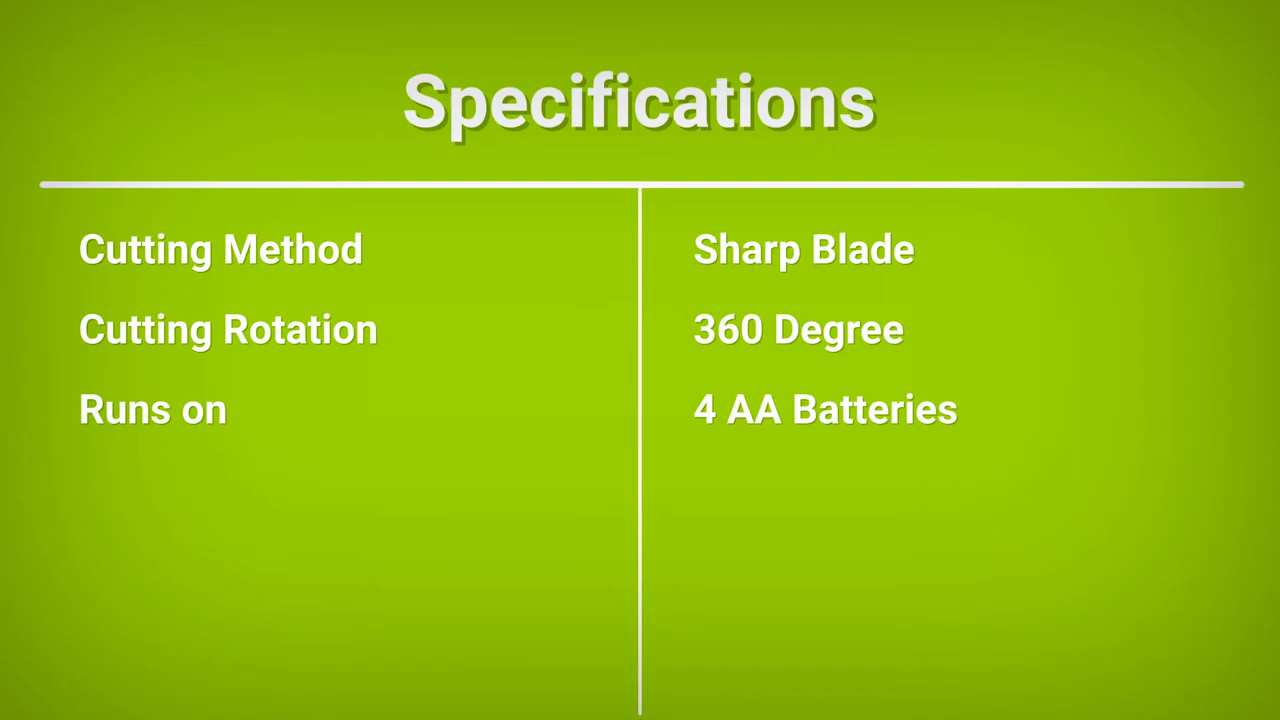 Specifications
Cutting Method Sharp Blade
Cutting Rotation 360 Degree
Runs on 4 AA Batteries